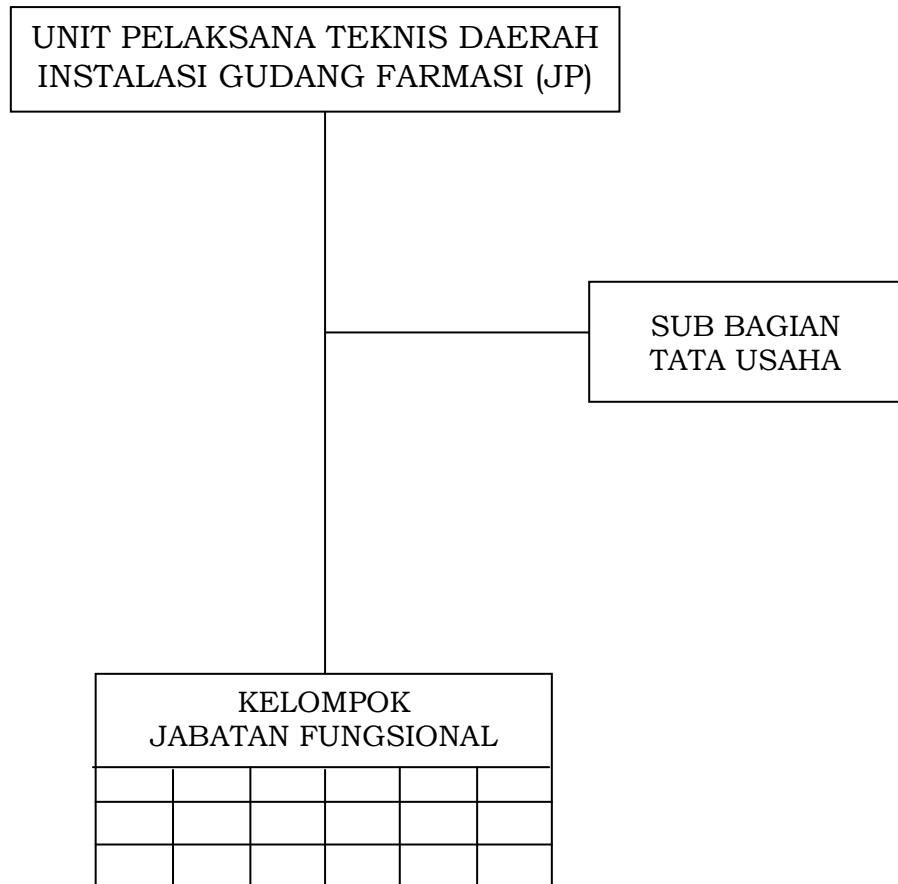 UNIT PELAKSANA TEKNIS DAERAH
INSTALASI GUDANG FARMASI (JP)
SUB BAGIAN
TATA USAHA
KELOMPOK
JABATAN FUNGSIONAL